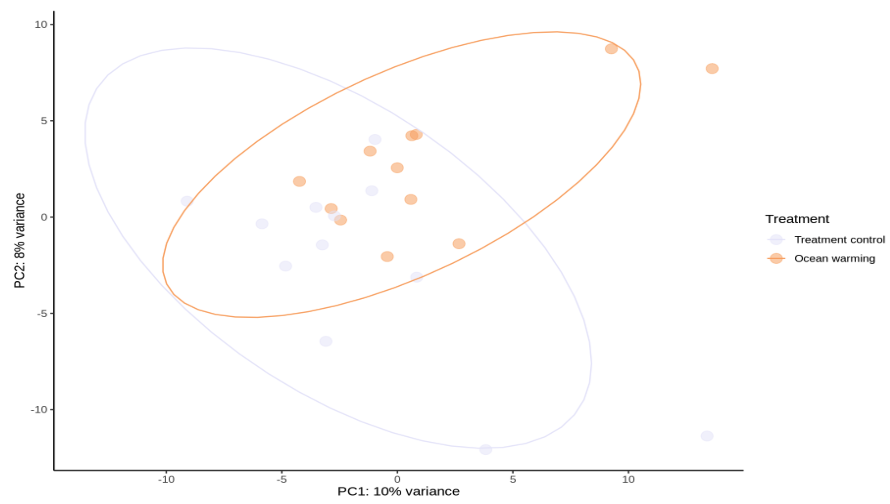 10
5
0
-5
-10
PC2: 8% variance
-10
-5
0
5
10
PC1: 10% variance
Treatment
Treatment control
Ocean warming